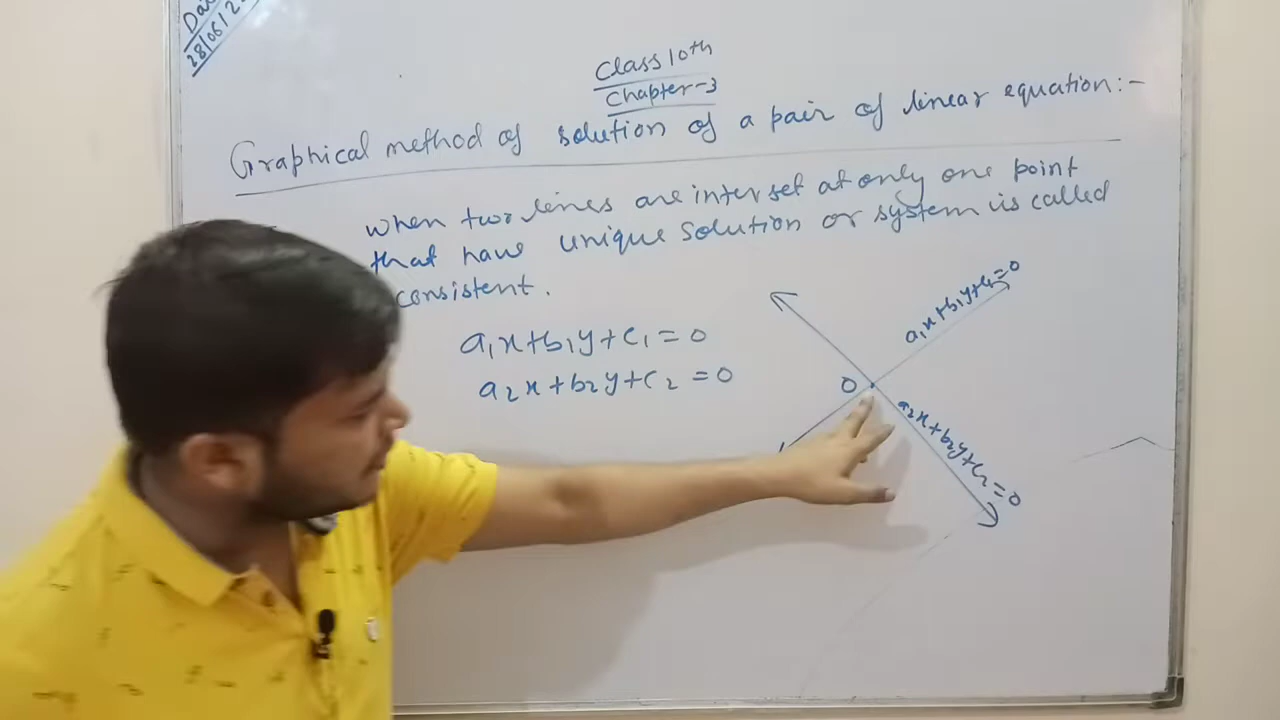 28/06/2
Class 10th
Chapter-3
Graphical method of solution of a pair of linear equation:-
when two lines are interset at only one point
that have unique solution or system is called
consistent.
a₁x+b₁y+c₁=0
a₂x+b₂y+c₂=0
a₁x+b₁y+c₁=0
O
a₂x+b₂y+c₂=0